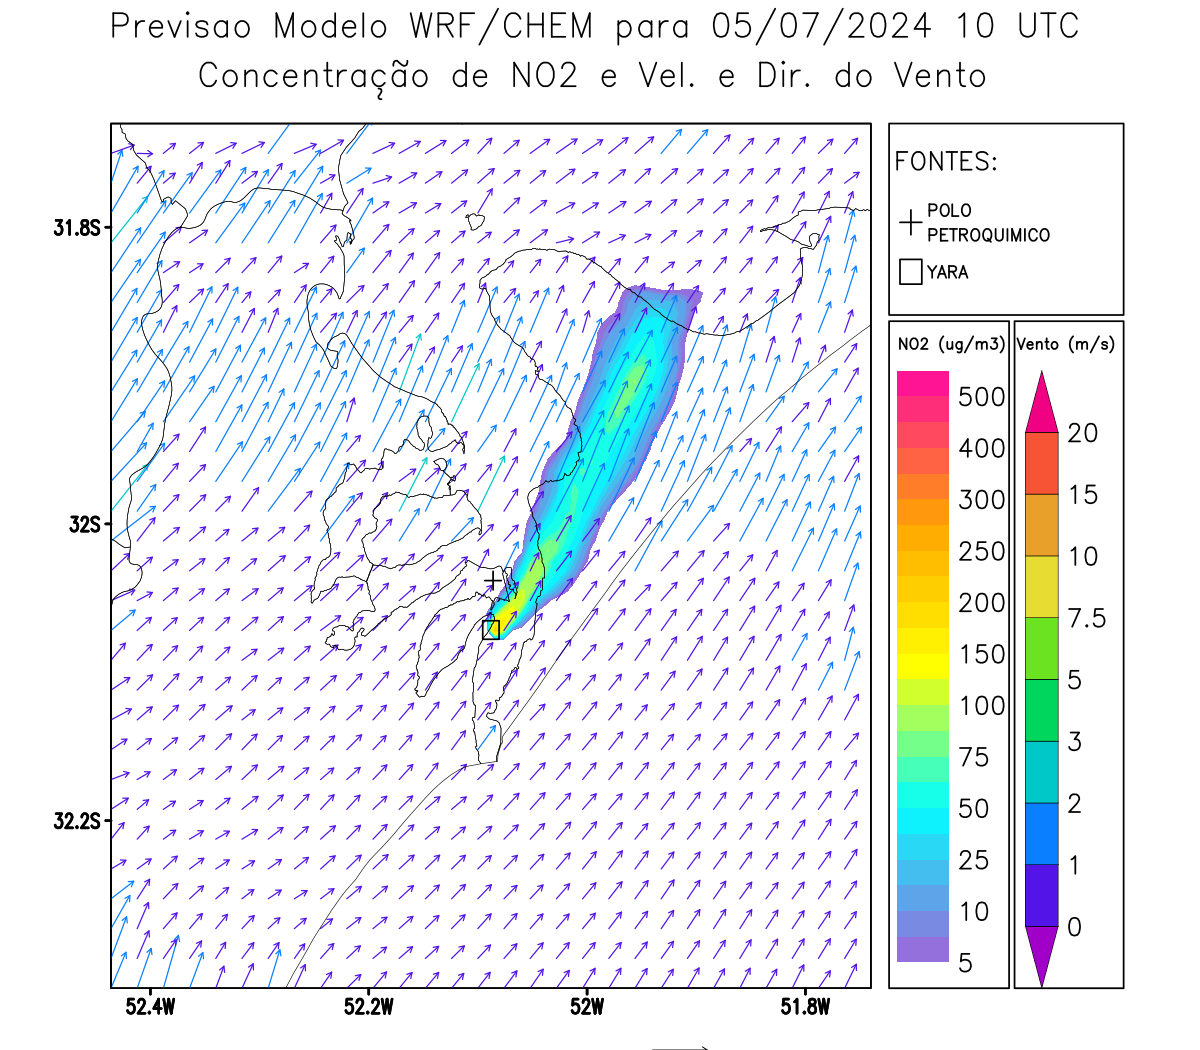 Previsao Modelo WRF/CHEM para 05/07/2024 10 UTC
Concentração de NO2 e Vel. e Dir. do Vento
31.8S
32S
32.2S
52.4W
52.2W
52W
51.8W
FONTES:
POLO
PETROQUIMICO
YARA
NO2 (ug/m3)
500
400
300
250
200
150
100
75
50
25
10
5
Vento (m/s)
20
15
10
7.5
5
3
2
1
0